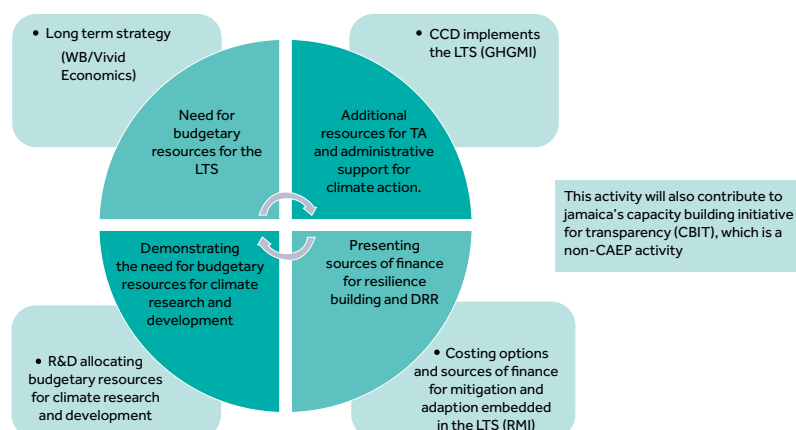 • Long term strategy
(WB/Vivid
Economics)
• CCD implements
the LTS (GHGMI)
Need for
budgetary
resources for the
LTS
Additional
resources for TA
and administrative
support for
climate action.
This activity will also contribute to
jamaica's capacity building initiative
for transparency (CBIT), which is a
non-CAEP activity
Demonstrating
the need for budgetary
resources for climate
research and
development
Presenting
sources of finance
for resilience
building and DRR
• R&D allocating
budgetary resources
for climate research
and development
• Costing options
and sources of finance
for mitigation and
adaption embedded
in the LTS (RMI)